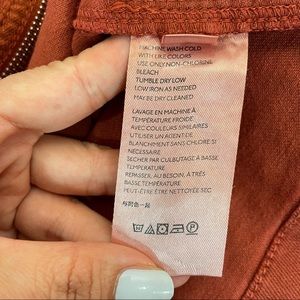 MACHINE WASH COLD
WITH LIKE COLORS
USE ONLY NON-CHLORINE
BLEACH
TUMBLE DRY LOW
LOW IRON AS NEEDED
MAY BE DRY CLEANED
LAVAGE EN MACHINE À
TEMPÉRATURE FROIDE
AVEC COULEURS SIMILAIRES
UTILISER UN AGENT DE
BLANCHIMENT SANS CHLORE SI
NÉCESSAIRE
SÉCHER PAR CULBUTAGE À BASSE
TEMPÉRATURE
REPASSER, AU BESOIN, À TRÈS
BASSE TEMPÉRATURE
PEUT-ÊTRE NETTOYÉE SEC